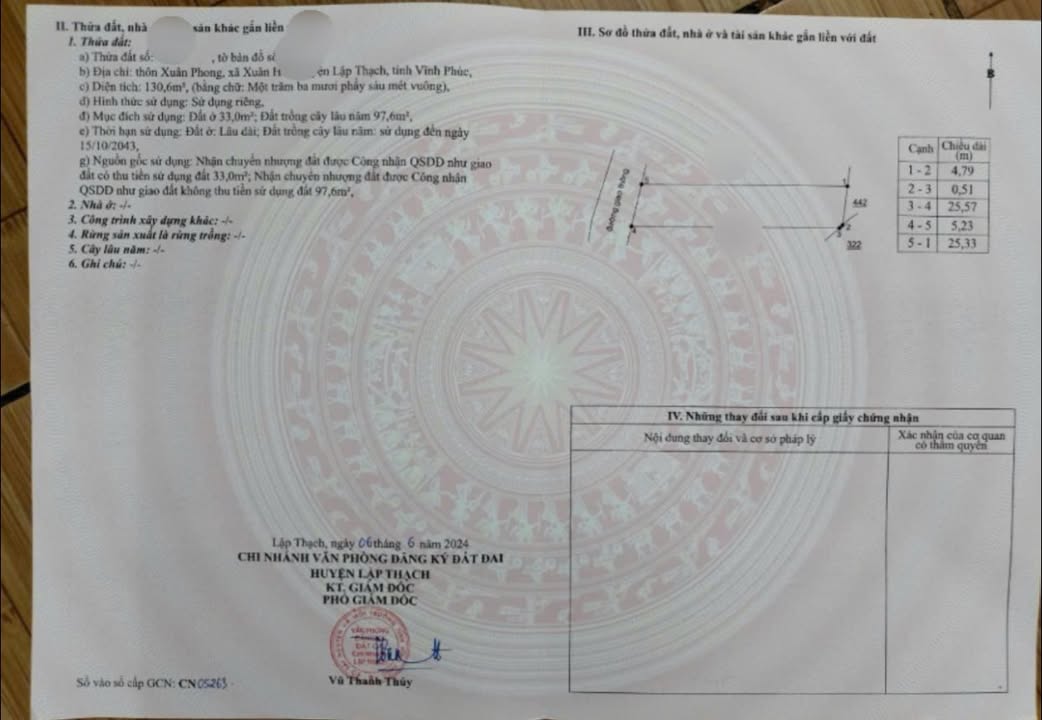 II. Thửa đất, nhà sản khác gắn liền
1. Thửa đất:
a) Thửa đất số: , tờ bản đồ số
b) Địa chỉ: thôn Xuân Phong, xã Xuân Lập Thạch, tỉnh Vĩnh Phúc,
c) Diện tích: 130,6m², (bằng chữ: Một trăm ba mươi phẩy sáu mét vuông),
d) Hình thức sử dụng: Sử dụng riêng,
đ) Mục đích sử dụng: Đất ở 33,0m²; Đất trồng cây lâu năm 97,6m²,
e) Thời hạn sử dụng: Đất ở: Lâu dài; Đất trồng cây lâu năm: sử dụng đến ngày
15/10/2043,
g) Nguồn gốc sử dụng: Nhận chuyển nhượng đất được Công nhận QSDĐ như giao
đất có thu tiền sử dụng đất 33,0m²; Nhận chuyển nhượng đất được Công nhận
QSDĐ như giao đất không thu tiền sử dụng đất 97,6m²,
2. Nhà ở: -/-
3. Công trình xây dựng khác: -/-
4. Rừng sản xuất là rừng trồng: -/-
5. Cây lâu năm: -/-
6. Ghi chú: -/-
Lập Thạch, ngày 06 tháng 6 năm 2024
CHI NHÁNH VĂN PHÒNG ĐĂNG KÝ ĐẤT ĐAI
HUYỆN LẬP THẠCH
KT. GIÁM ĐỐC
PHÓ GIÁM ĐỐC
Vũ Thanh Thủy
Số vào sổ cấp GCN: CN05263
III. Sơ đồ thửa đất, nhà ở và tài sản khác gắn liền với đất
B
Đường giao thông
442
2
3
322
Cạnh Chiều dài (m)
1 - 2 4,79
2 - 3 0,51
3 - 4 25,57
4 - 5 5,23
5 - 1 25,33
IV. Những thay đổi sau khi cấp giấy chứng nhận
Nội dung thay đổi và cơ sở pháp lý
Xác nhận của cơ quan
có thẩm quyền